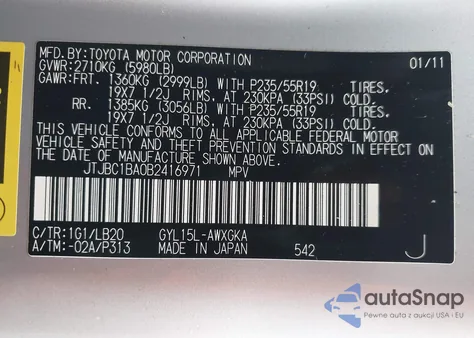 MFD.BY:TOYOTA MOTOR CORPORATION 01/11
GVWR:2710KG (5980LB)
GAWR:FRT. 1360KG (2999LB) WITH P235/55R19 TIRES,
19X7 1/2J RIMS, AT 230KPA (33PSI) COLD.
RR. 1385KG (3056LB) WITH P235/55R19 TIRES,
19X7 1/2J RIMS, AT 230KPA (33PSI) COLD.
THIS VEHICLE CONFORMS TO ALL APPLICABLE FEDERAL MOTOR
VEHICLE SAFETY AND THEFT PREVENTION STANDARDS IN EFFECT
ON THE DATE OF MANUFACTURE SHOWN ABOVE.
JTJBC1BA0B2416971 MPV
C/TR:1G1/LB20 GYL15L-AWXGKA
A/TM:-02A/P313 MADE IN JAPAN 542 J
autoSnap
Pewne auta z aukcji USA i EU